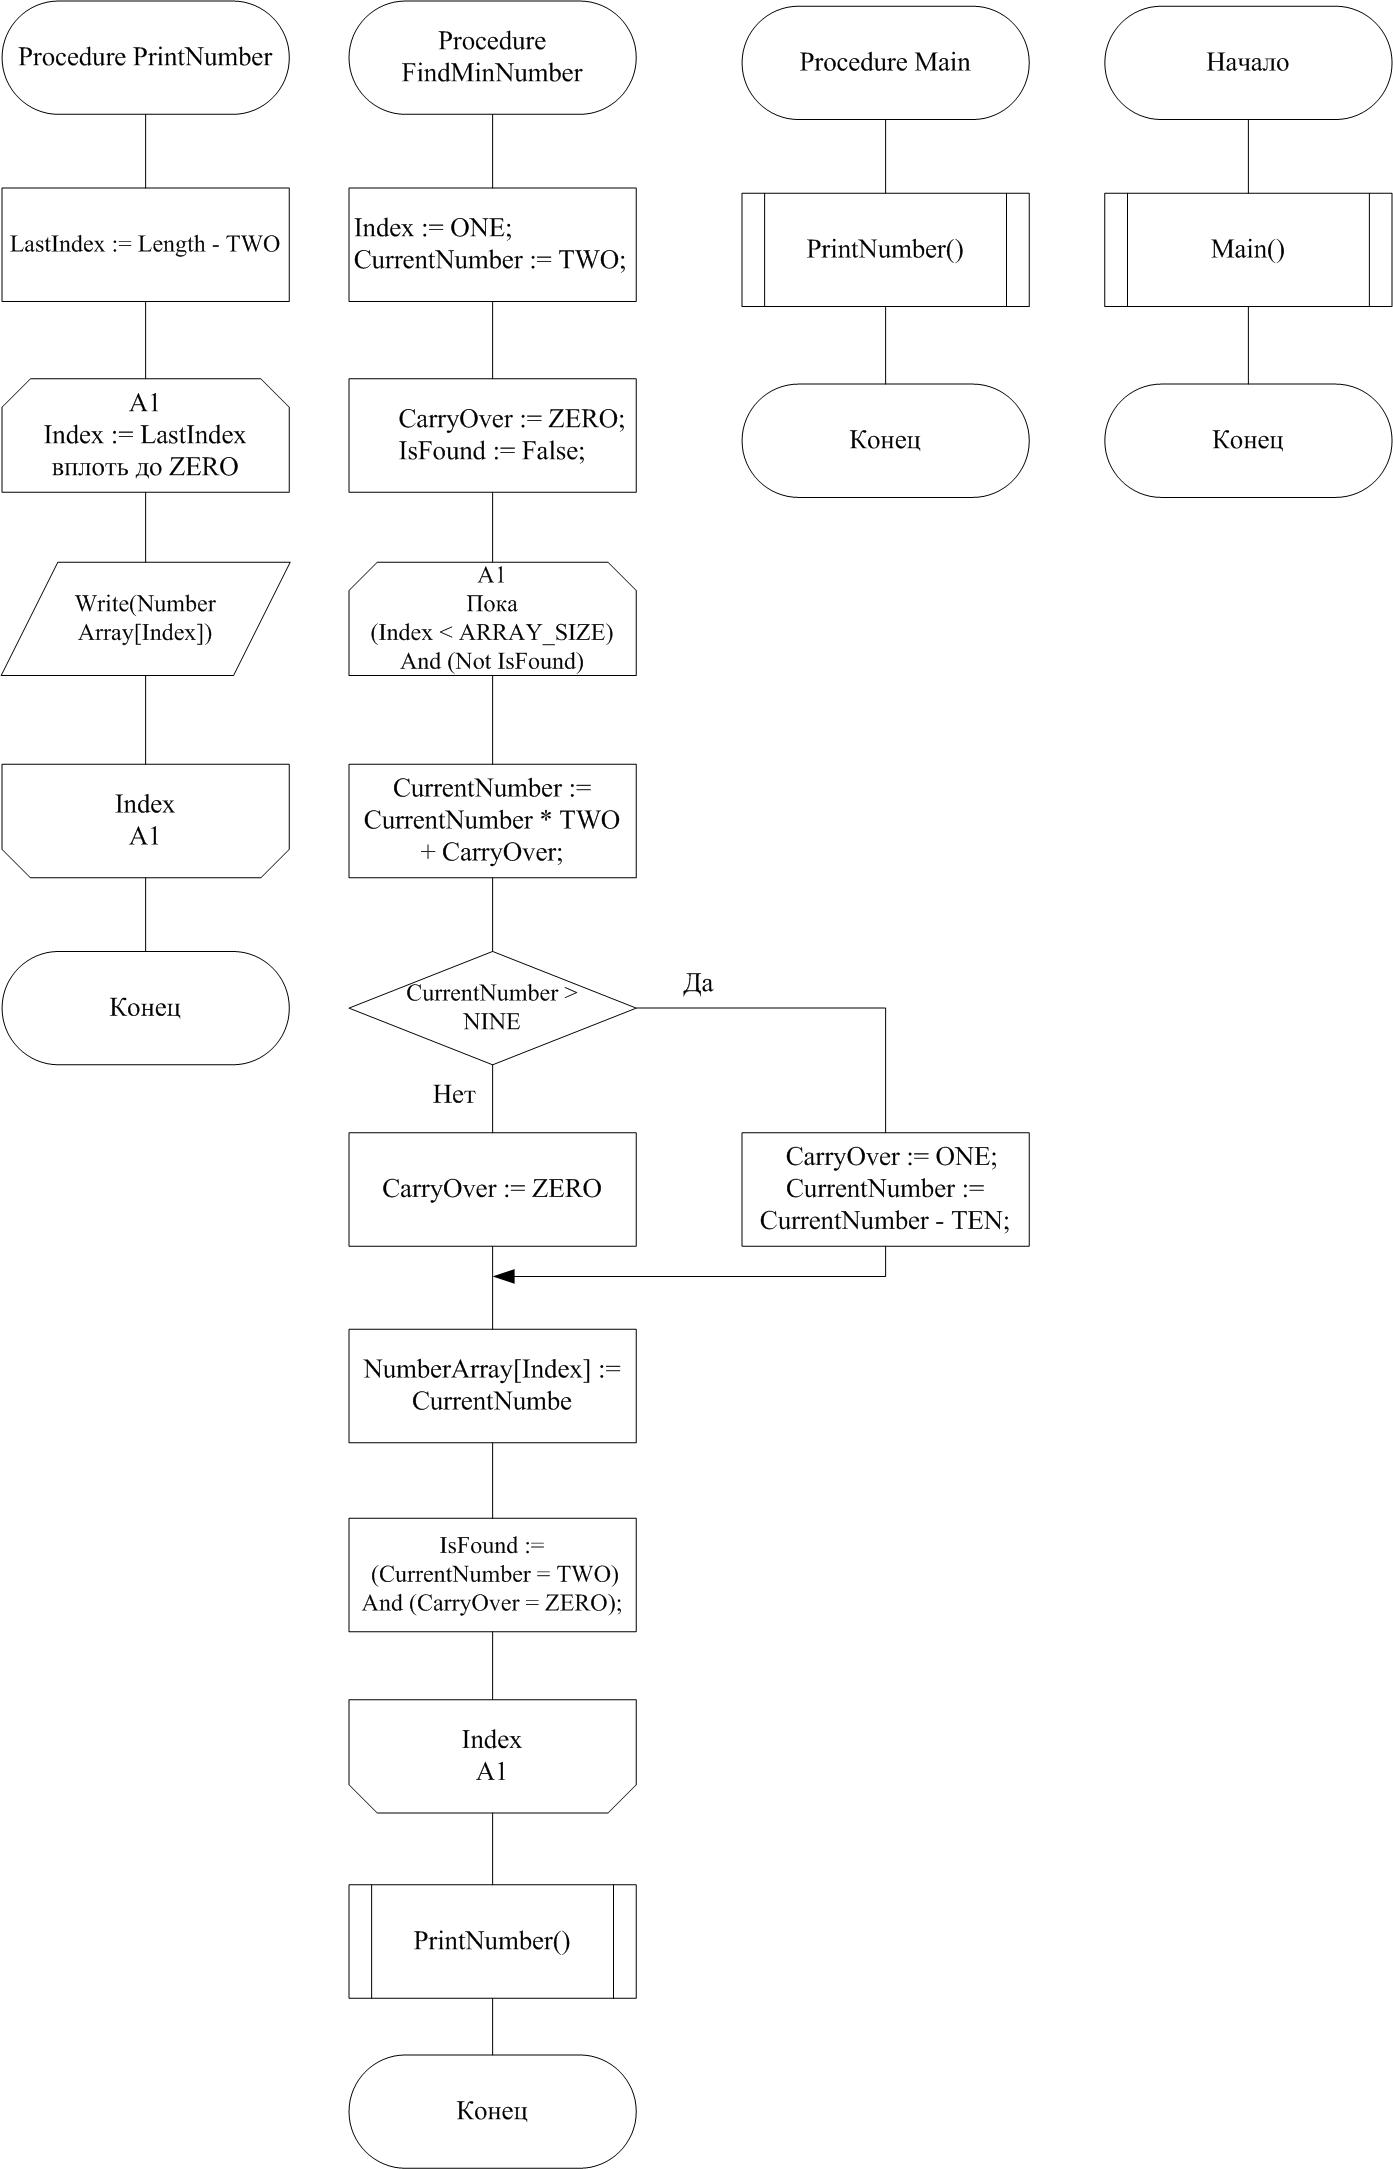 Procedure PrintNumber
LastIndex := Length - TWO
A1
Index := LastIndex
вплоть до ZERO
Write(Number
Array[Index])
Index
A1
Конец
Procedure
FindMinNumber
Index := ONE;
CurrentNumber := TWO;
CarryOver := ZERO;
IsFound := False;
A1
Пока
(Index < ARRAY_SIZE)
And (Not IsFound)
CurrentNumber :=
CurrentNumber * TWO
+ CarryOver;
CurrentNumber >
NINE
Да
Нет
CarryOver := ZERO
CarryOver := ONE;
CurrentNumber :=
CurrentNumber - TEN;
NumberArray[Index] :=
CurrentNumbe
IsFound :=
(CurrentNumber = TWO)
And (CarryOver = ZERO);
Index
A1
PrintNumber()
Конец
Procedure Main
PrintNumber()
Конец
Начало
Main()
Конец